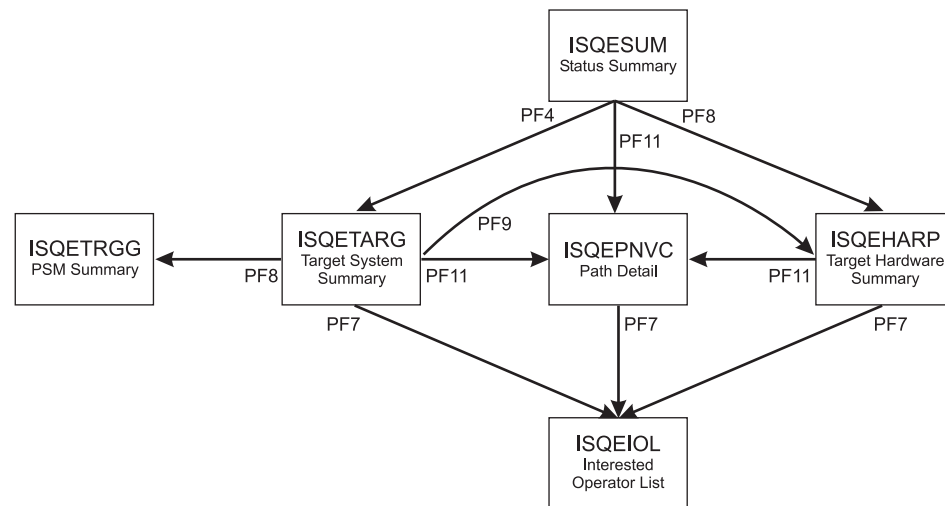 ISQESUM
Status Summary
PF4
PF8
PF11
PF9
ISQETRGG
PSM Summary
PF8
ISQETARG
Target System
Summary
PF11
ISQEPNVC
Path Detail
PF11
ISQEHARP
Target Hardware
Summary
PF7
PF7
PF7
ISQEIOL
Interested
Operator List